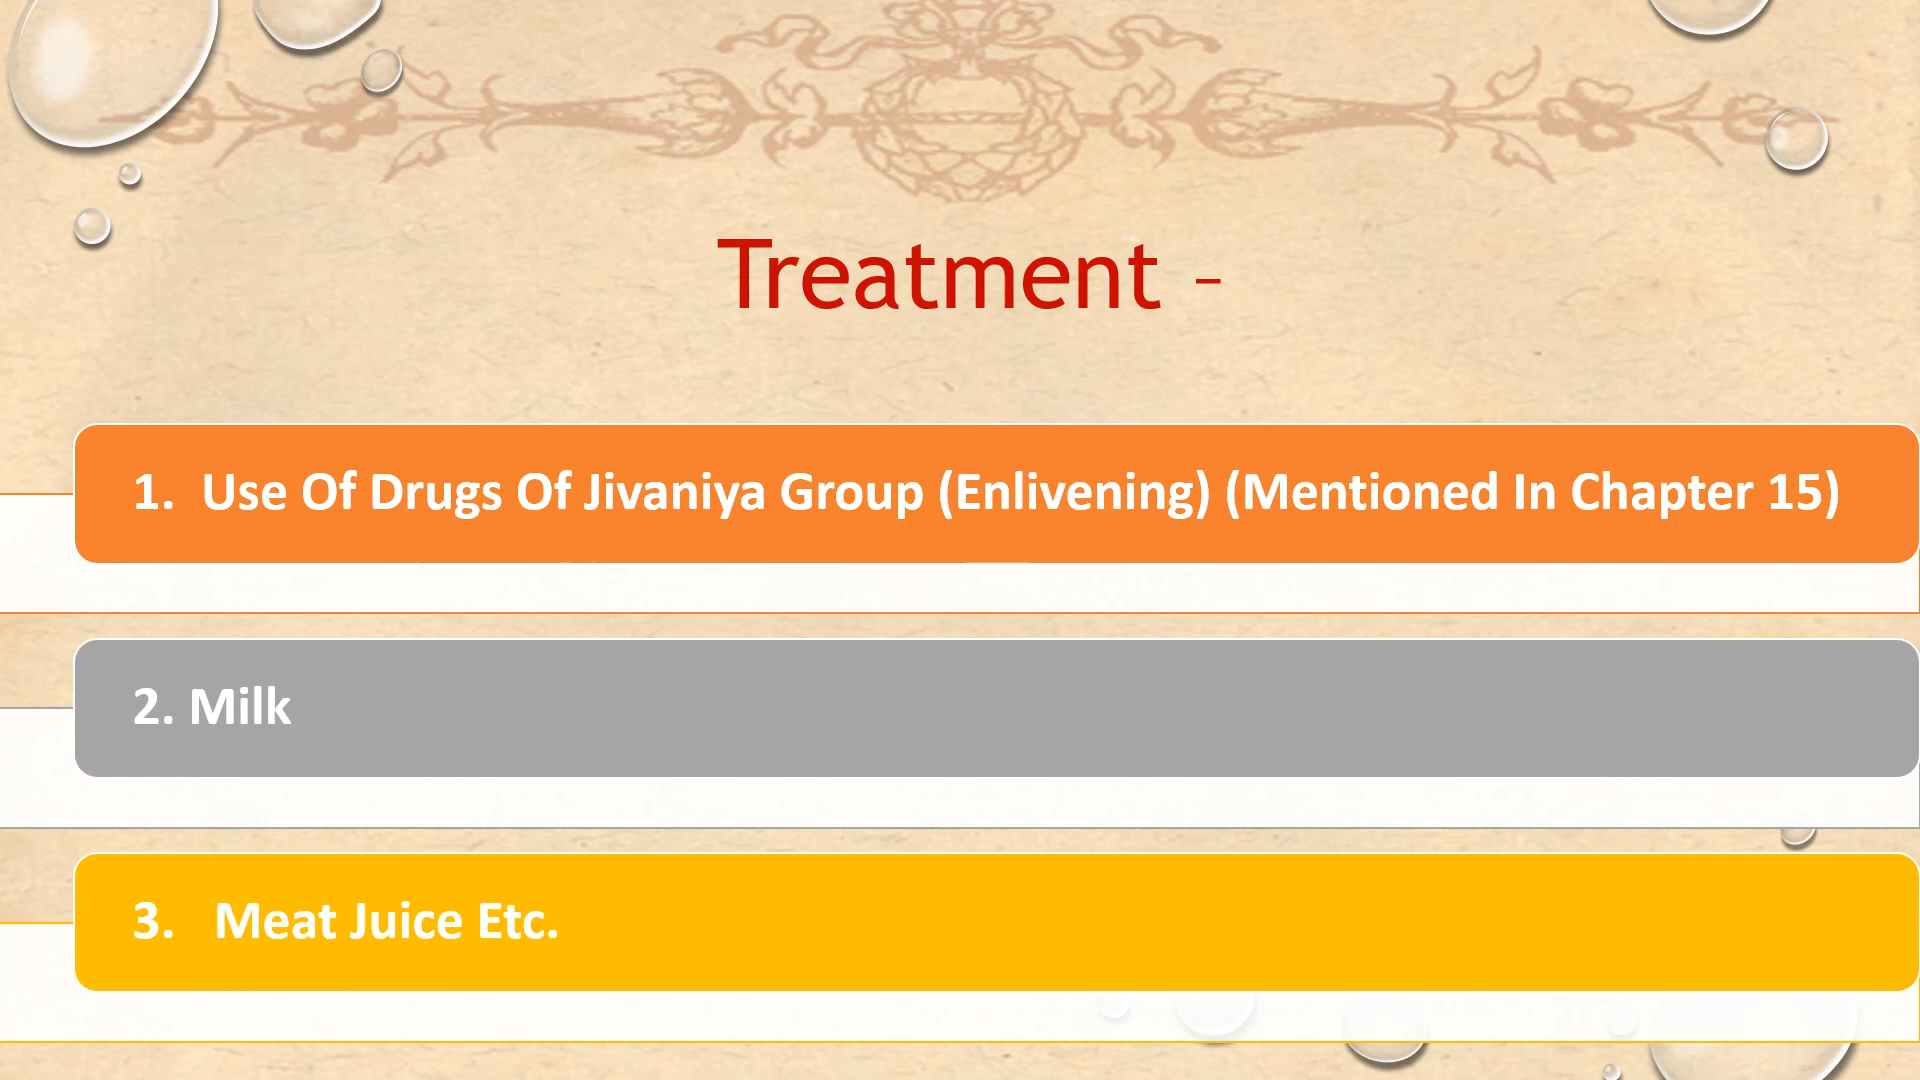 Treatment -
1. Use Of Drugs Of Jivaniya Group (Enlivening) (Mentioned In Chapter 15)
2. Milk
3. Meat Juice Etc.